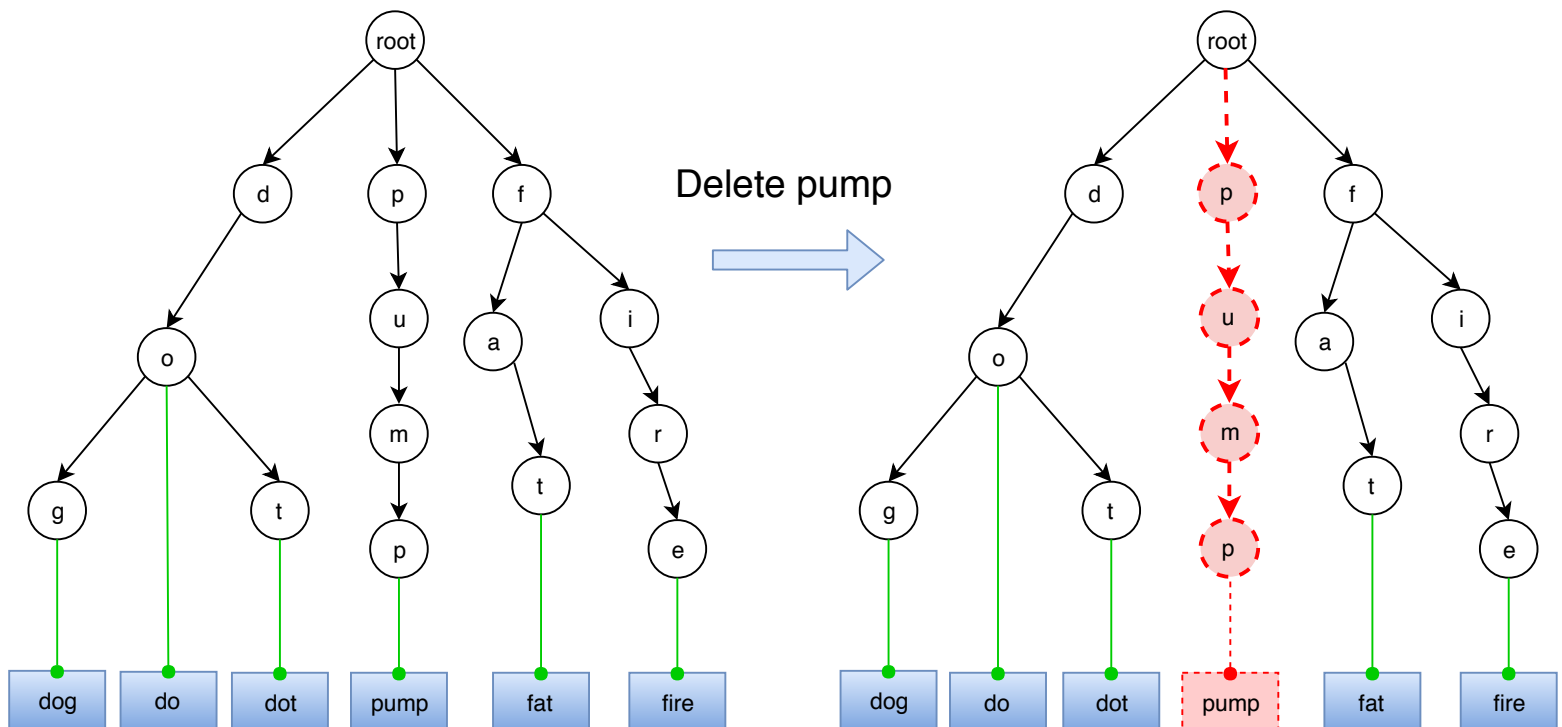 root
root
d
p
f
Delete pump
d
p
f
u
i
u
i
a
a
o
o
m
r
m
r
t
t
g
t
g
t
p
e
p
e
dog
do
dot
pump
fat
fire
dog
do
dot
pump
fat
fire